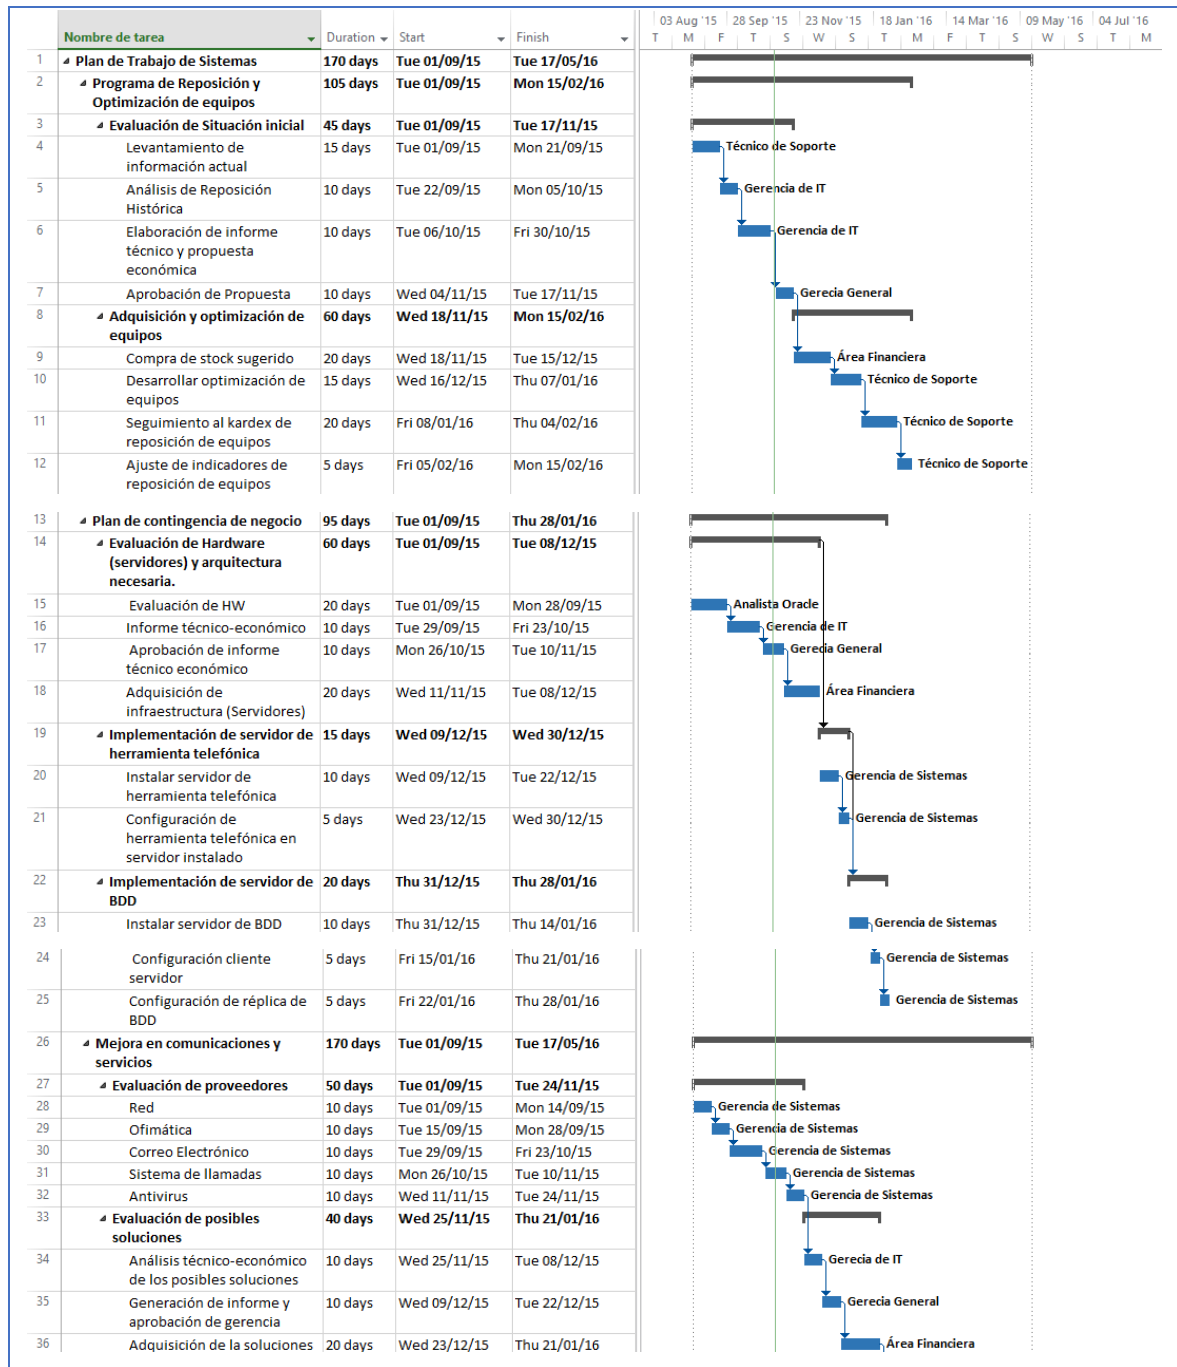 03 Aug '15 28 Sep '15 23 Nov '15 18 Jan '16 14 Mar '16 09 May '16 04 Jul '16
Nombre de tarea Duration Start Finish T M F T S W S T M F T S W S T M
1 Plan de Trabajo de Sistemas 170 days Tue 01/09/15 Tue 17/05/16
2 Programa de Reposición y 105 days Tue 01/09/15 Mon 15/02/16
Optimización de equipos
3 Evaluación de Situación inicial 45 days Tue 01/09/15 Tue 17/11/15
4 Levantamiento de 15 days Tue 01/09/15 Mon 21/09/15 Técnico de Soporte
información actual
5 Análisis de Reposición 10 days Tue 22/09/15 Mon 05/10/15 Gerencia de IT
Histórica
6 Elaboración de informe 10 days Tue 06/10/15 Fri 30/10/15 Gerencia de IT
técnico y propuesta
económica
7 Aprobación de Propuesta 10 days Wed 04/11/15 Tue 17/11/15 Gerecia General
8 Adquisición y optimización de 60 days Wed 18/11/15 Mon 15/02/16
equipos
9 Compra de stock sugerido 20 days Wed 18/11/15 Tue 15/12/15 Área Financiera
10 Desarrollar optimización de 15 days Wed 16/12/15 Thu 07/01/16 Técnico de Soporte
equipos
11 Seguimiento al kardex de 20 days Fri 08/01/16 Thu 04/02/16 Técnico de Soporte
reposición de equipos
12 Ajuste de indicadores de 5 days Fri 05/02/16 Mon 15/02/16 Técnico de Soporte
reposición de equipos
13 Plan de contingencia de negocio 95 days Tue 01/09/15 Thu 28/01/16
14 Evaluación de Hardware 60 days Tue 01/09/15 Tue 08/12/15
(servidores) y arquitectura
necesaria.
15 Evaluación de HW 20 days Tue 01/09/15 Mon 28/09/15 Analista Oracle
16 Informe técnico-económico 10 days Tue 29/09/15 Fri 23/10/15 Gerencia de IT
17 Aprobación de informe 10 days Mon 26/10/15 Tue 10/11/15 Gerecia General
técnico económico
18 Adquisición de 20 days Wed 11/11/15 Tue 08/12/15 Área Financiera
infraestructura (Servidores)
19 Implementación de servidor de 15 days Wed 09/12/15 Wed 30/12/15
herramienta telefónica
20 Instalar servidor de 10 days Wed 09/12/15 Tue 22/12/15 Gerencia de Sistemas
herramienta telefónica
21 Configuración de 5 days Wed 23/12/15 Wed 30/12/15 Gerencia de Sistemas
herramienta telefónica en
servidor instalado
22 Implementación de servidor de 20 days Thu 31/12/15 Thu 28/01/16
BDD
23 Instalar servidor de BDD 10 days Thu 31/12/15 Thu 14/01/16 Gerencia de Sistemas
24 Configuración cliente 5 days Fri 15/01/16 Thu 21/01/16 Gerencia de Sistemas
servidor
25 Configuración de réplica de 5 days Fri 22/01/16 Thu 28/01/16 Gerencia de Sistemas
BDD
26 Mejora en comunicaciones y 170 days Tue 01/09/15 Tue 17/05/16
servicios
27 Evaluación de proveedores 50 days Tue 01/09/15 Tue 24/11/15
28 Red 10 days Tue 01/09/15 Mon 14/09/15 Gerencia de Sistemas
29 Ofimática 10 days Tue 15/09/15 Mon 28/09/15 Gerencia de Sistemas
30 Correo Electrónico 10 days Tue 29/09/15 Fri 23/10/15 Gerencia de Sistemas
31 Sistema de llamadas 10 days Mon 26/10/15 Tue 10/11/15 Gerencia de Sistemas
32 Antivirus 10 days Wed 11/11/15 Tue 24/11/15 Gerencia de Sistemas
33 Evaluación de posibles 40 days Wed 25/11/15 Thu 21/01/16
soluciones
34 Análisis técnico-económico 10 days Wed 25/11/15 Tue 08/12/15 Gerecia de IT
de los posibles soluciones
35 Generación de informe y 10 days Wed 09/12/15 Tue 22/12/15 Gerecia General
aprobación de gerencia
36 Adquisición de la soluciones 20 days Wed 23/12/15 Thu 21/01/16 Área Financiera